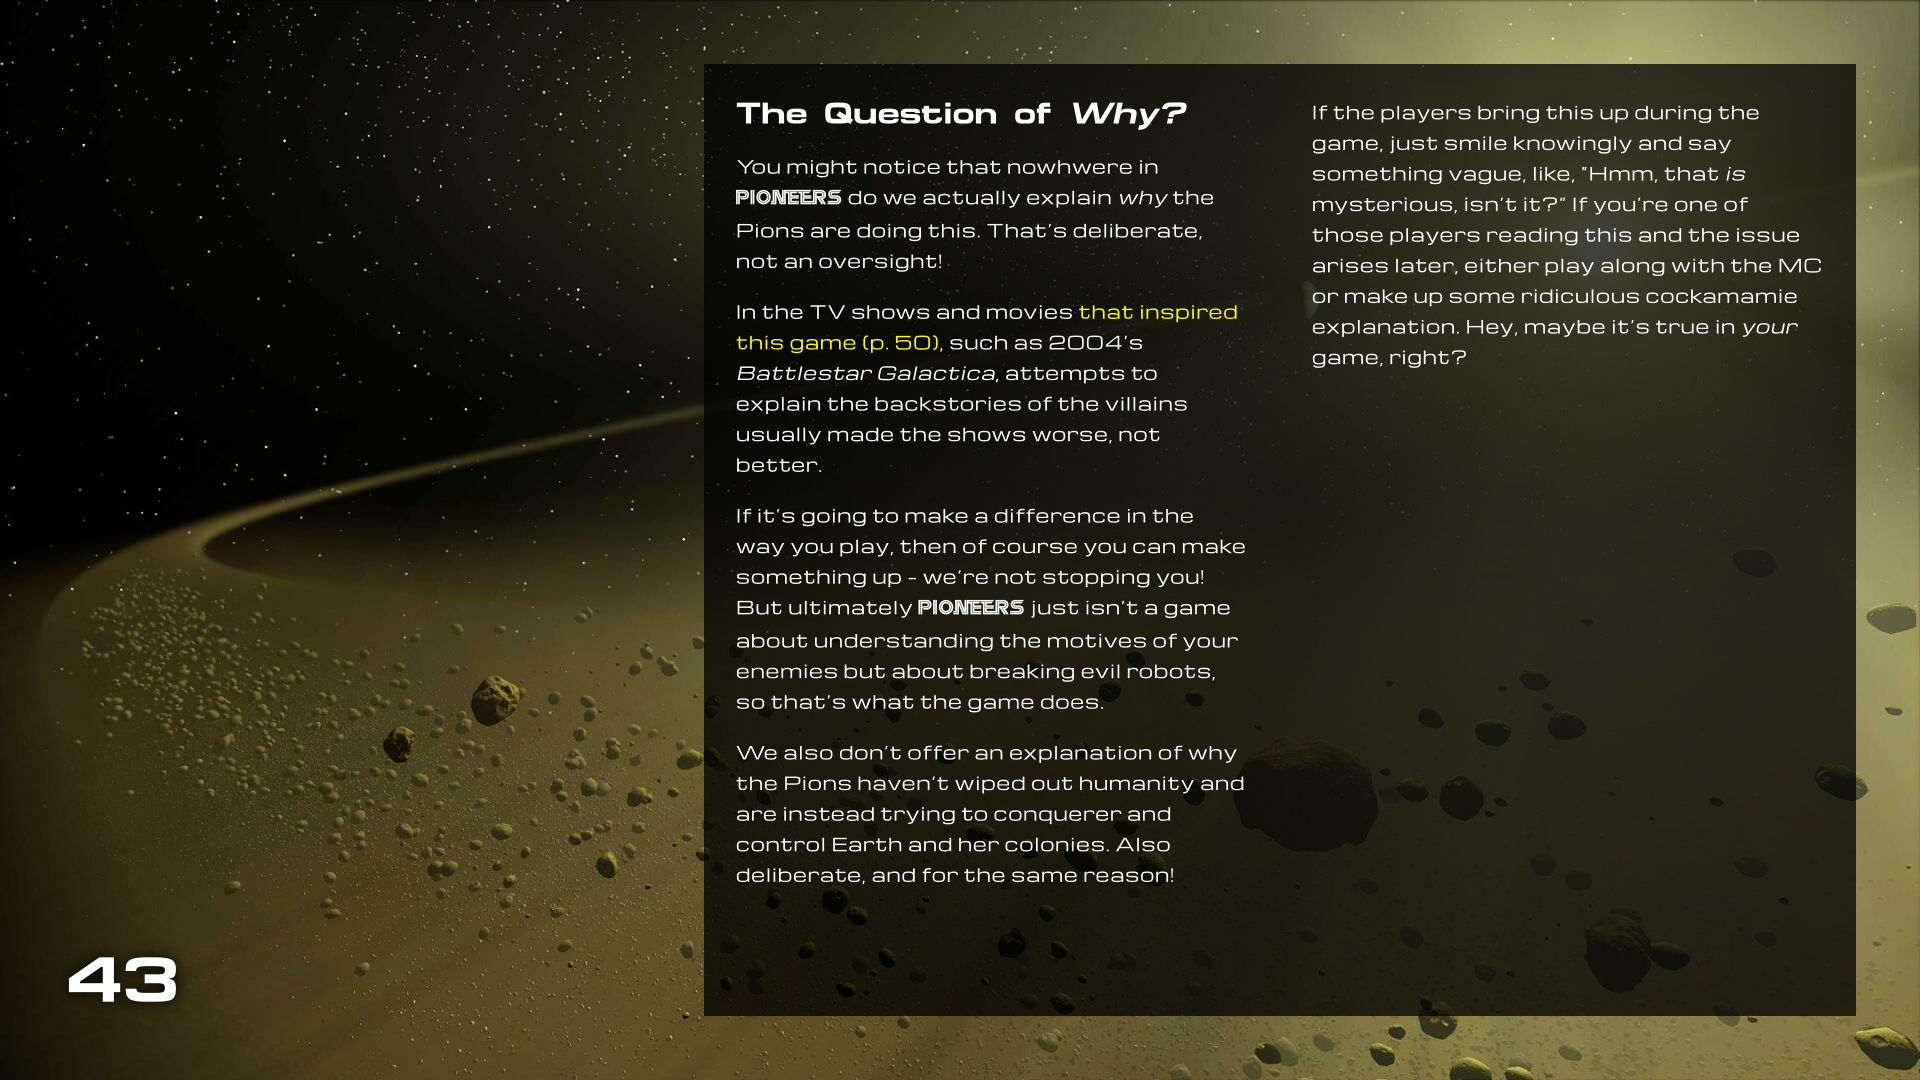 The Question of Why?
You might notice that nowhwere in
PIONEERS do we actually explain why the
Pions are doing this. That's deliberate,
not an oversight!
In the TV shows and movies that inspired
this game (p. 50), such as 2004's
Battlestar Galactica, attempts to
explain the backstories of the villains
usually made the shows worse, not
better.
If it's going to make a difference in the
way you play, then of course you can make
something up - we're not stopping you!
But ultimately PIONEERS just isn't a game
about understanding the motives of your
enemies but about breaking evil robots,
so that's what the game does.
We also don't offer an explanation of why
the Pions haven't wiped out humanity and
are instead trying to conquerer and
control Earth and her colonies. Also
deliberate, and for the same reason!
If the players bring this up during the
game, just smile knowingly and say
something vague, like, "Hmm, that is
mysterious, isn't it?" If you're one of
those players reading this and the issue
arises later, either play along with the MC
or make up some ridiculous cockamamie
explanation. Hey, maybe it's true in your
game, right?
43